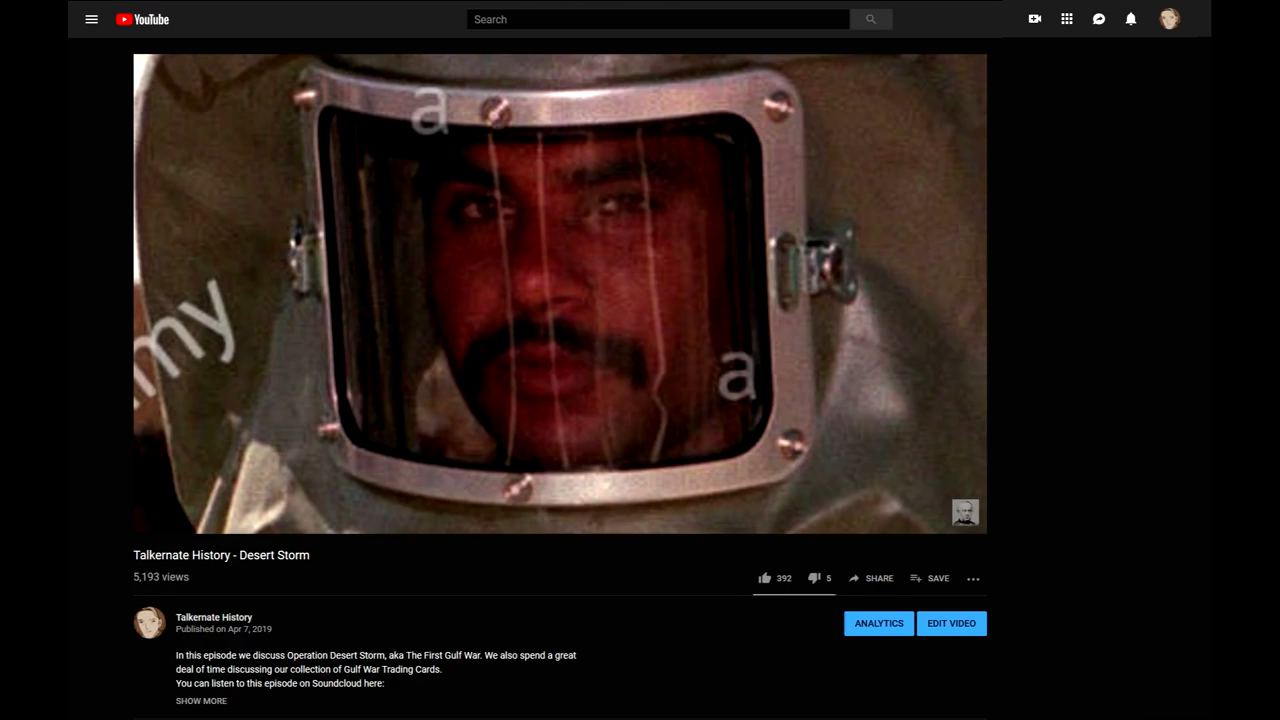 YouTube
Search
a
my
a
Talkernate History - Desert Storm
5,193 views
392
5
SHARE
SAVE
Talkernate History
Published on Apr 7, 2019
ANALYTICS
EDIT VIDEO
In this episode we discuss Operation Desert Storm, aka The First Gulf War. We also spend a great
deal of time discussing our collection of Gulf War Trading Cards.
You can listen to this episode on Soundcloud here:
SHOW MORE